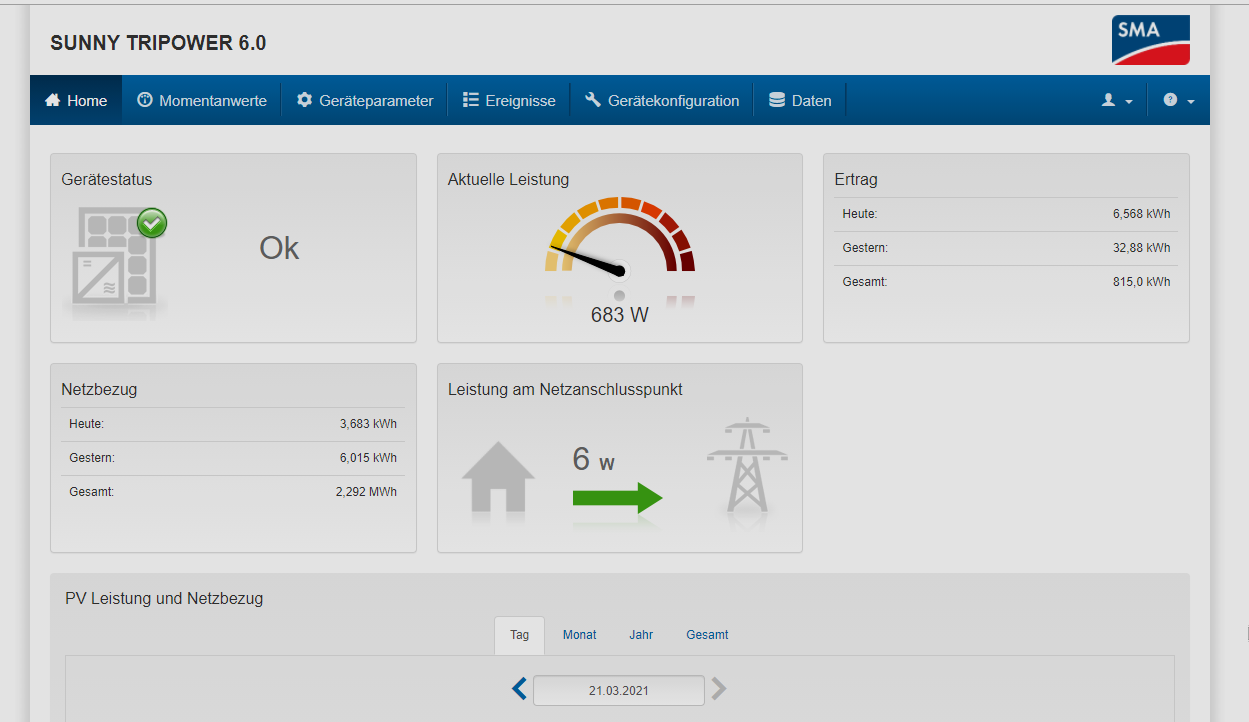 SUNNY TRIPOWER 6.0
SMA
Home Momentanwerte Geräteparameter Ereignisse Gerätekonfiguration Daten ?
Gerätestatus
Ok
Aktuelle Leistung
683 W
Ertrag
Heute: 6,568 kWh
Gestern: 32,88 kWh
Gesamt: 815,0 kWh
Netzbezug
Heute: 3,683 kWh
Gestern: 6,015 kWh
Gesamt: 2,292 MWh
Leistung am Netzanschlusspunkt
6 W
PV Leistung und Netzbezug
Tag Monat Jahr Gesamt
21.03.2021